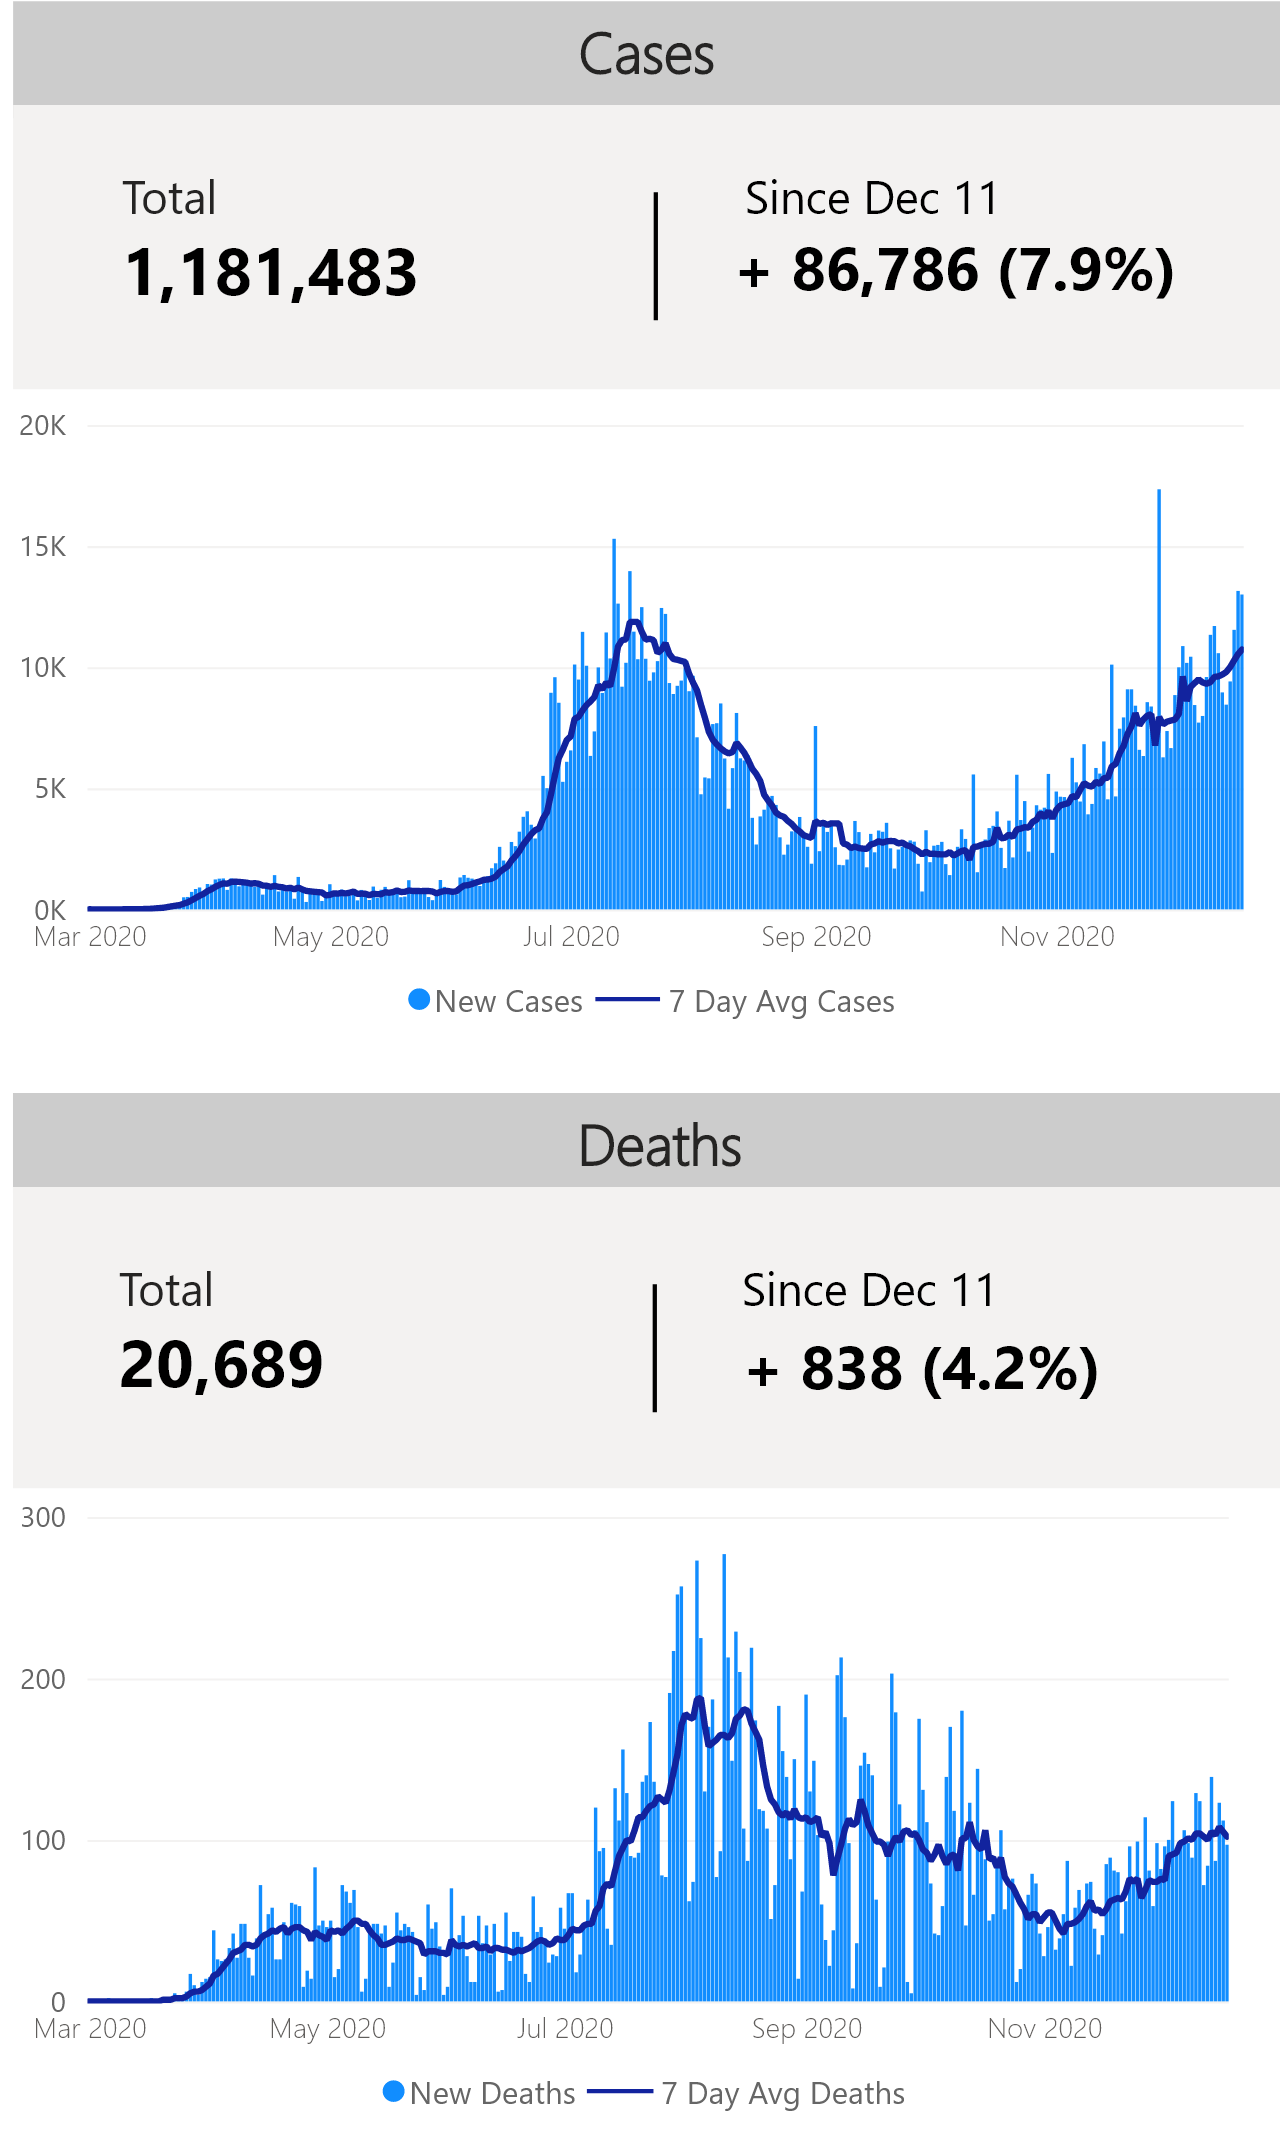 Cases
Total
Since Dec 11
1,181,483
+ 86,786 (7.9%)
20K
15K
10K
5K
0K
Mar 2020 May 2020 Jul 2020 Sep 2020 Nov 2020
New Cases 7 Day Avg Cases
Deaths
Total
Since Dec 11
20,689
+ 838 (4.2%)
300
200
100
0
Mar 2020 May 2020 Jul 2020 Sep 2020 Nov 2020
New Deaths 7 Day Avg Deaths